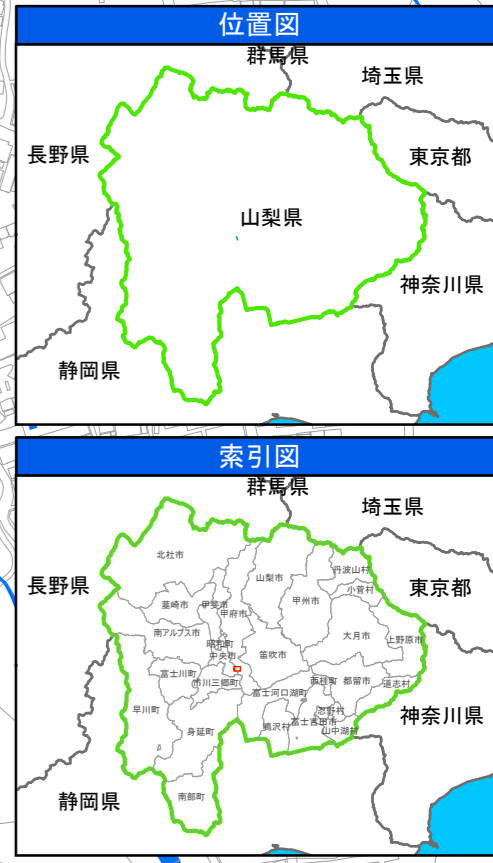 位置図
群馬県
埼玉県
長野県
東京都
山梨県
神奈川県
静岡県
索引図
群馬県
埼玉県
北杜市
丹波山村
長野県
山梨市
甲州市
小菅村
東京都
韮崎市
甲斐市
甲府市
南アルプス市
昭和町
大月市
上野原市
中央市
笛吹市
富士川町
市川三郷町
西桂町
都留市
道志村
富士河口湖町
早川町
忍野村
神奈川県
鳴沢村
富士吉田市
身延町
山中湖村
静岡県
南部町